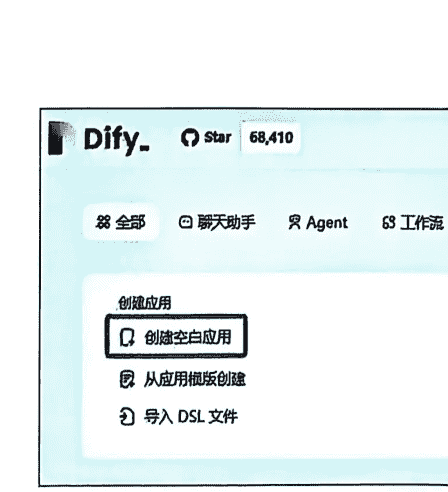 Dify. Star 68,410
全部 聊天助手 Agent 工作流
创建应用
创建空白应用
从应用模版创建
导入 DSL 文件